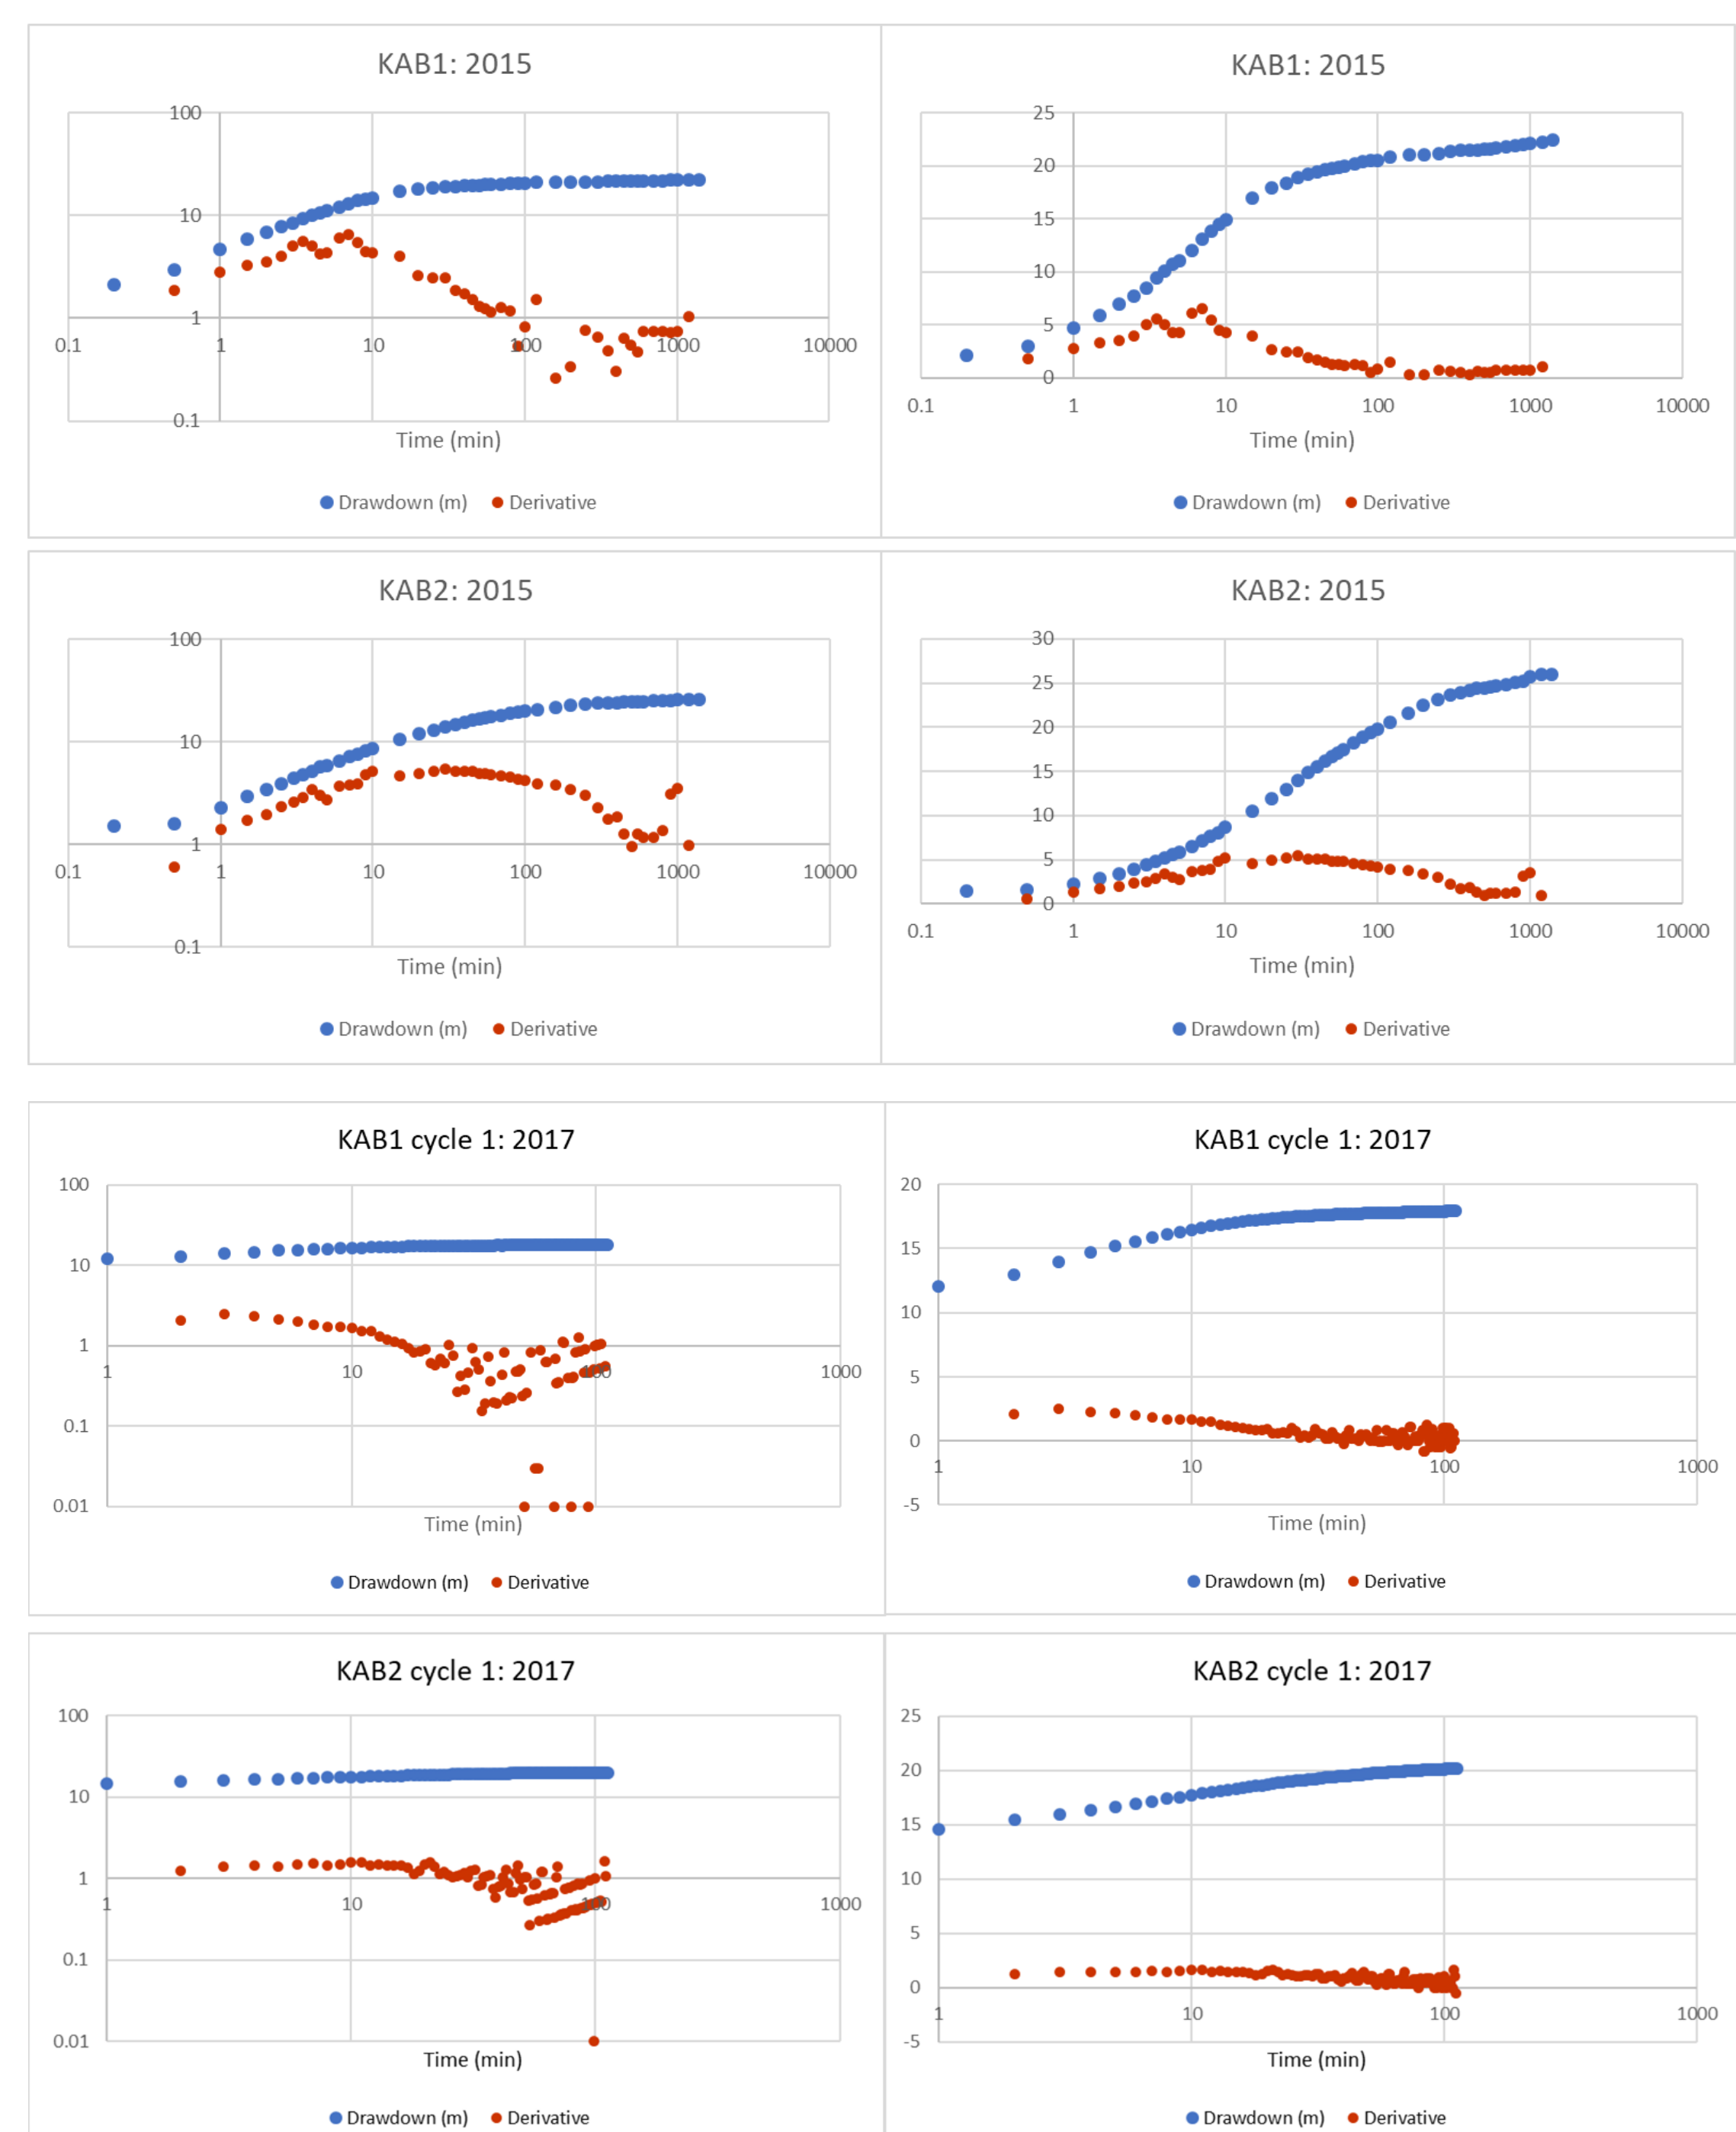 KAB1: 2015
100
10
1
0.1
0.1 1 10 100 1000 10000
Time (min)
Drawdown (m) Derivative
KAB1: 2015
25
20
15
10
5
0
0.1 1 10 100 1000 10000
Time (min)
Drawdown (m) Derivative
KAB2: 2015
100
10
1
0.1 1 10 100 1000 10000
0.1
Time (min)
Drawdown (m) Derivative
KAB2: 2015
30
25
20
15
10
5
0
0.1 1 10 100 1000 10000
Time (min)
Drawdown (m) Derivative
KAB1 cycle 1: 2017
100
10
1
1 10 100 1000
0.1
0.01
Time (min)
Drawdown (m) Derivative
KAB1 cycle 1: 2017
20
15
10
5
0
1 10 100 1000
-5
Time (min)
Drawdown (m) Derivative
KAB2 cycle 1: 2017
100
10
1
1 10 100 1000
0.1
0.01
Time (min)
Drawdown (m) Derivative
KAB2 cycle 1: 2017
25
20
15
10
5
0
1 10 100 1000
-5
Time (min)
Drawdown (m) Derivative